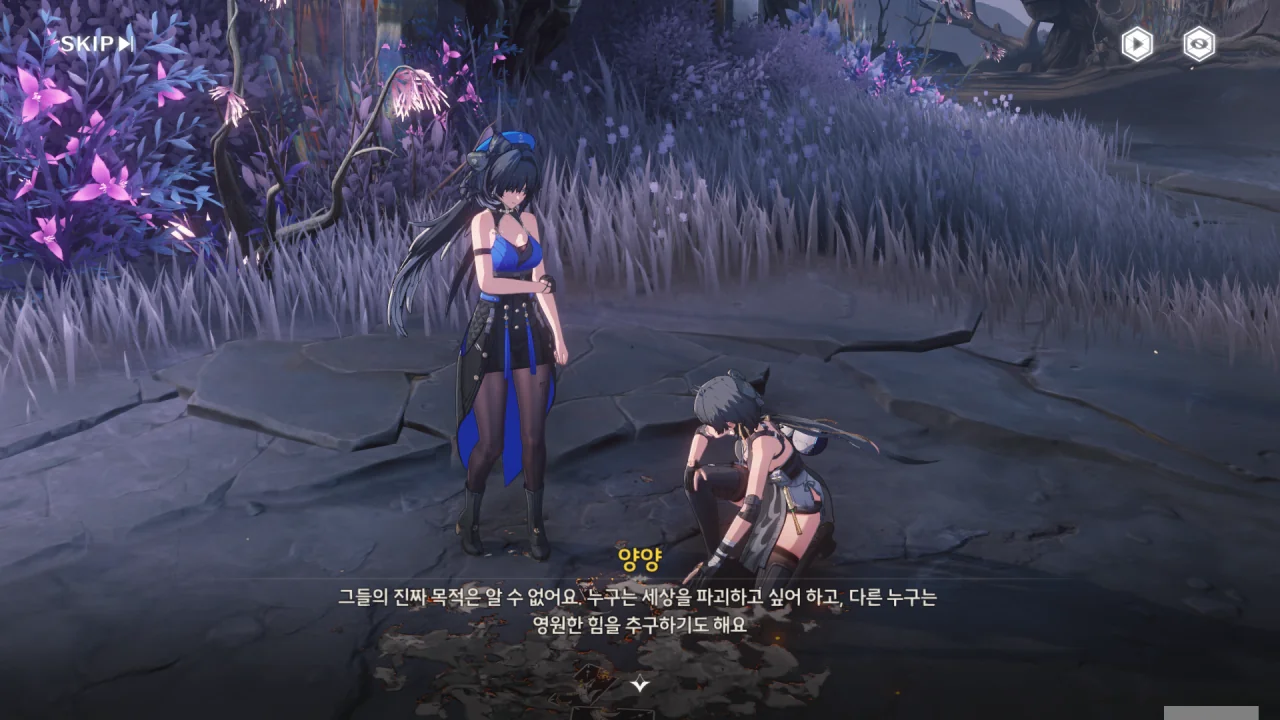 SKIP
양양
그들의 진짜 목적은 알 수 없어요. 누구는 세상을 파괴하고 싶어 하고, 다른 누구는
영원한 힘을 추구하기도 해요